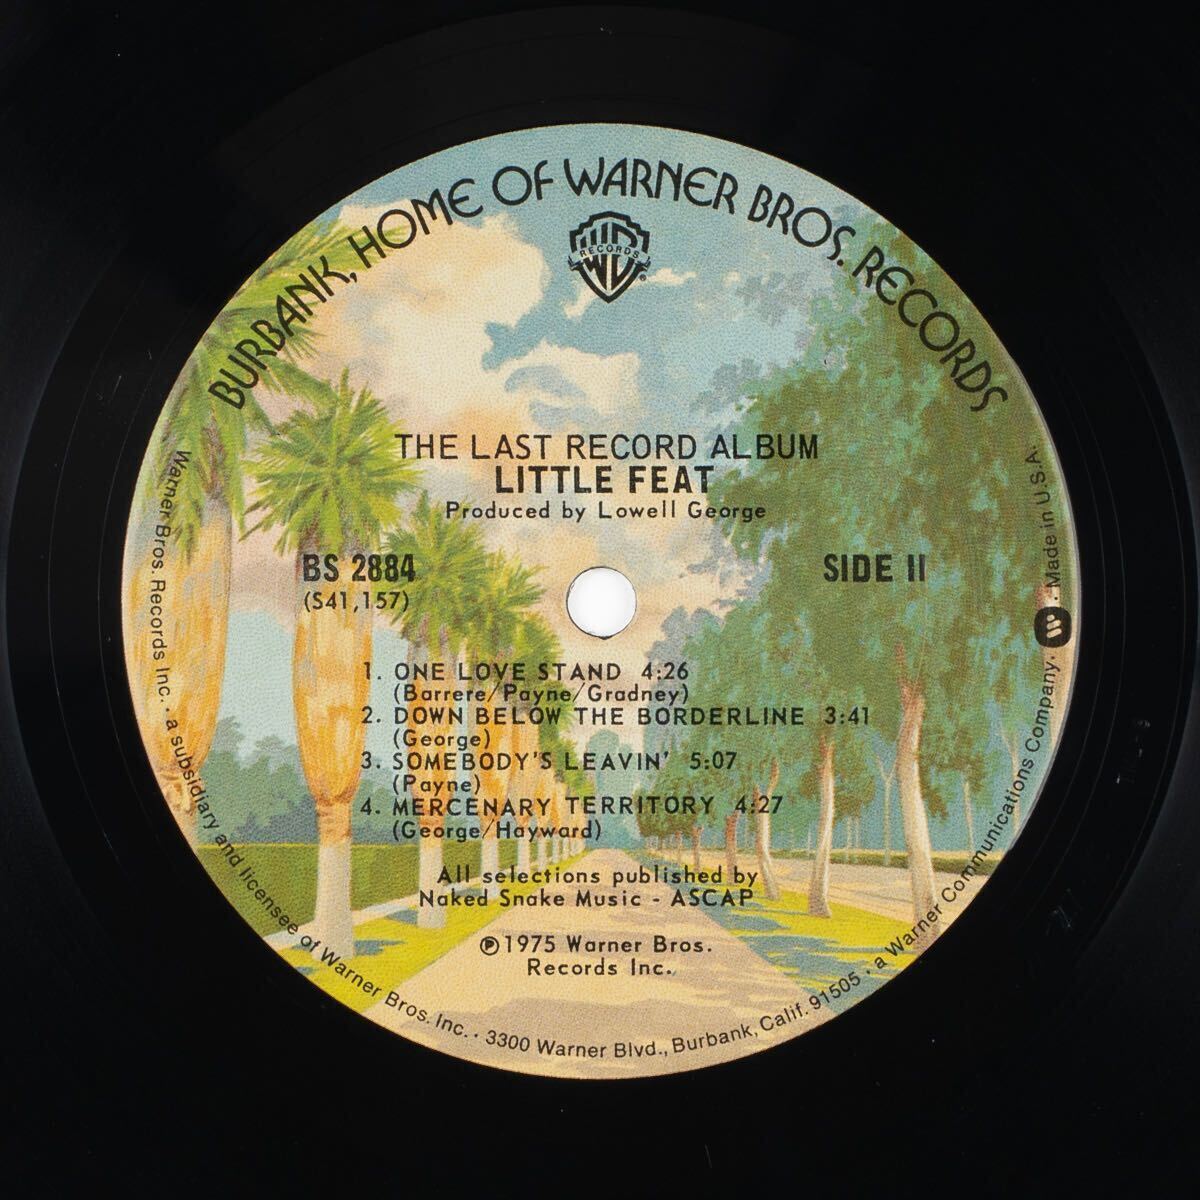 BURBANK, HOME OF WARNER BROS. RECORDS
WB
RECORDS
®
THE LAST RECORD ALBUM
LITTLE FEAT
Produced by Lowell George
BS 2884
(S41,157)
SIDE II
1. ONE LOVE STAND 4:26
(Barrere/Payne/Gradney)
2. DOWN BELOW THE BORDERLINE 3:41
(George)
3. SOMEBODY'S LEAVIN' 5:07
(Payne)
4. MERCENARY TERRITORY 4:27
(George/Hayward)
All selections published by
Naked Snake Music - ASCAP
℗1975 Warner Bros.
Records Inc.
Warner Bros. Records Inc. · a subsidiary and licensee of Warner Bros. Inc. · 3300 Warner Blvd., Burbank, Calif. 91505 · a Warner Communications Company. · Made in U.S.A.